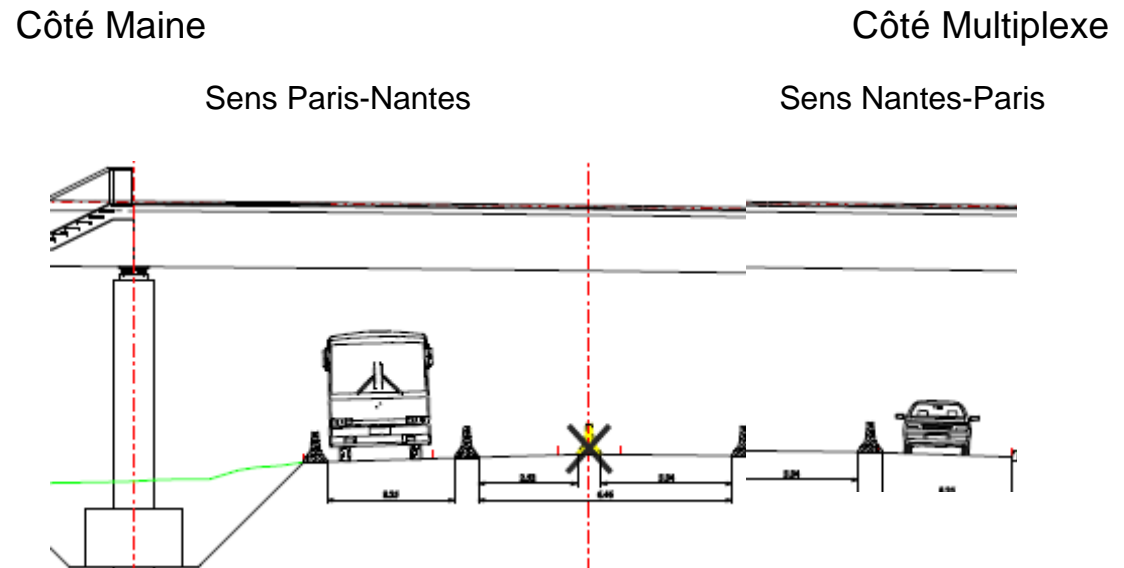 Côté Maine
Côté Multiplexe
Sens Paris-Nantes
Sens Nantes-Paris